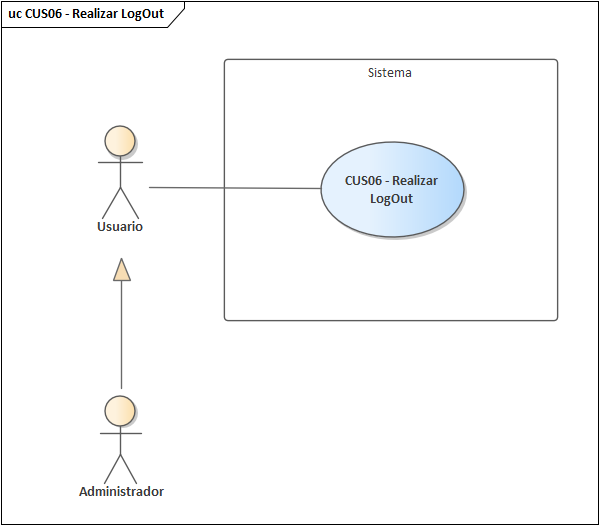 uc CUS06 - Realizar LogOut
Sistema
CUS06 - Realizar
LogOut
Usuario
Administrador